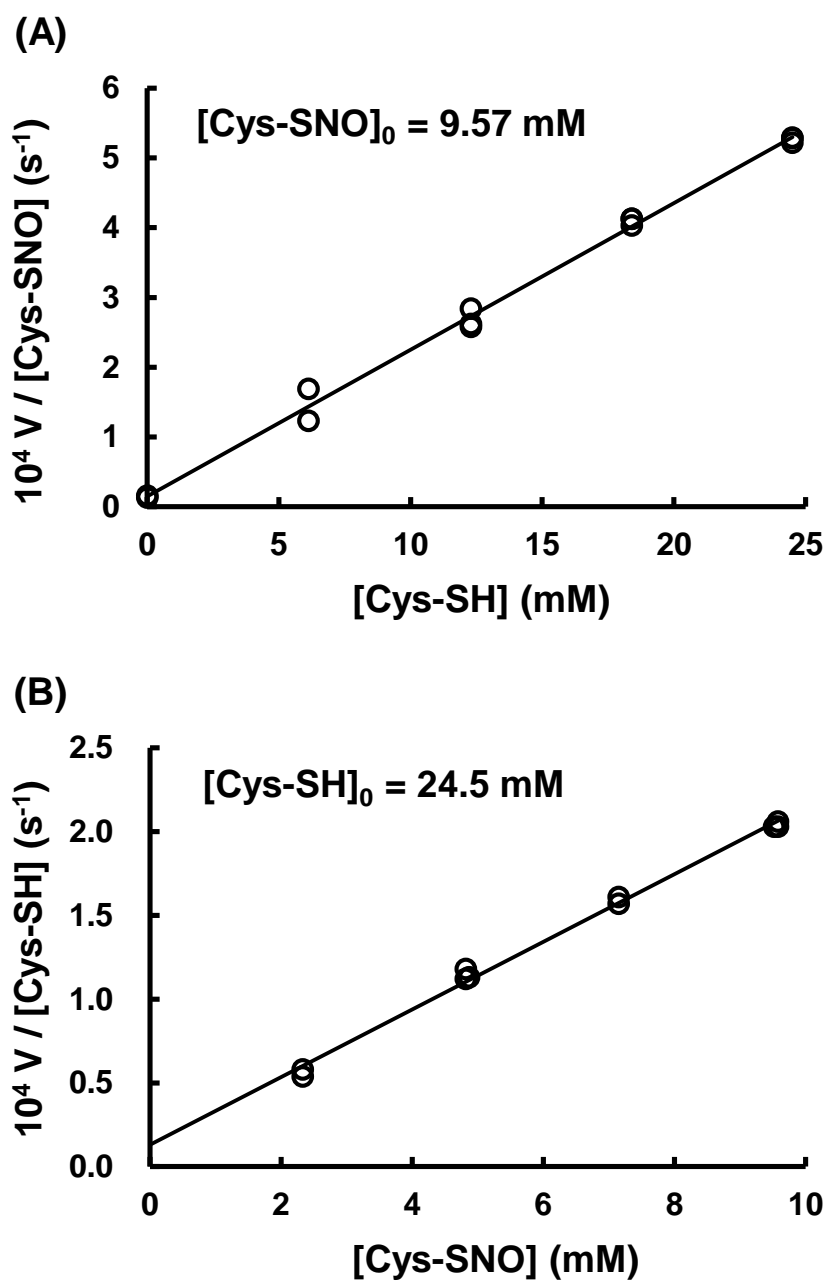 (A)
6
5
4
3
2
1
0
10⁴ V / [Cys-SNO] (s⁻¹)
[Cys-SNO]₀ = 9.57 mM
0 5 10 15 20 25
[Cys-SH] (mM)
(B)
2.5
2.0
1.5
1.0
0.5
0.0
10⁴ V / [Cys-SH] (s⁻¹)
[Cys-SH]₀ = 24.5 mM
0 2 4 6 8 10
[Cys-SNO] (mM)